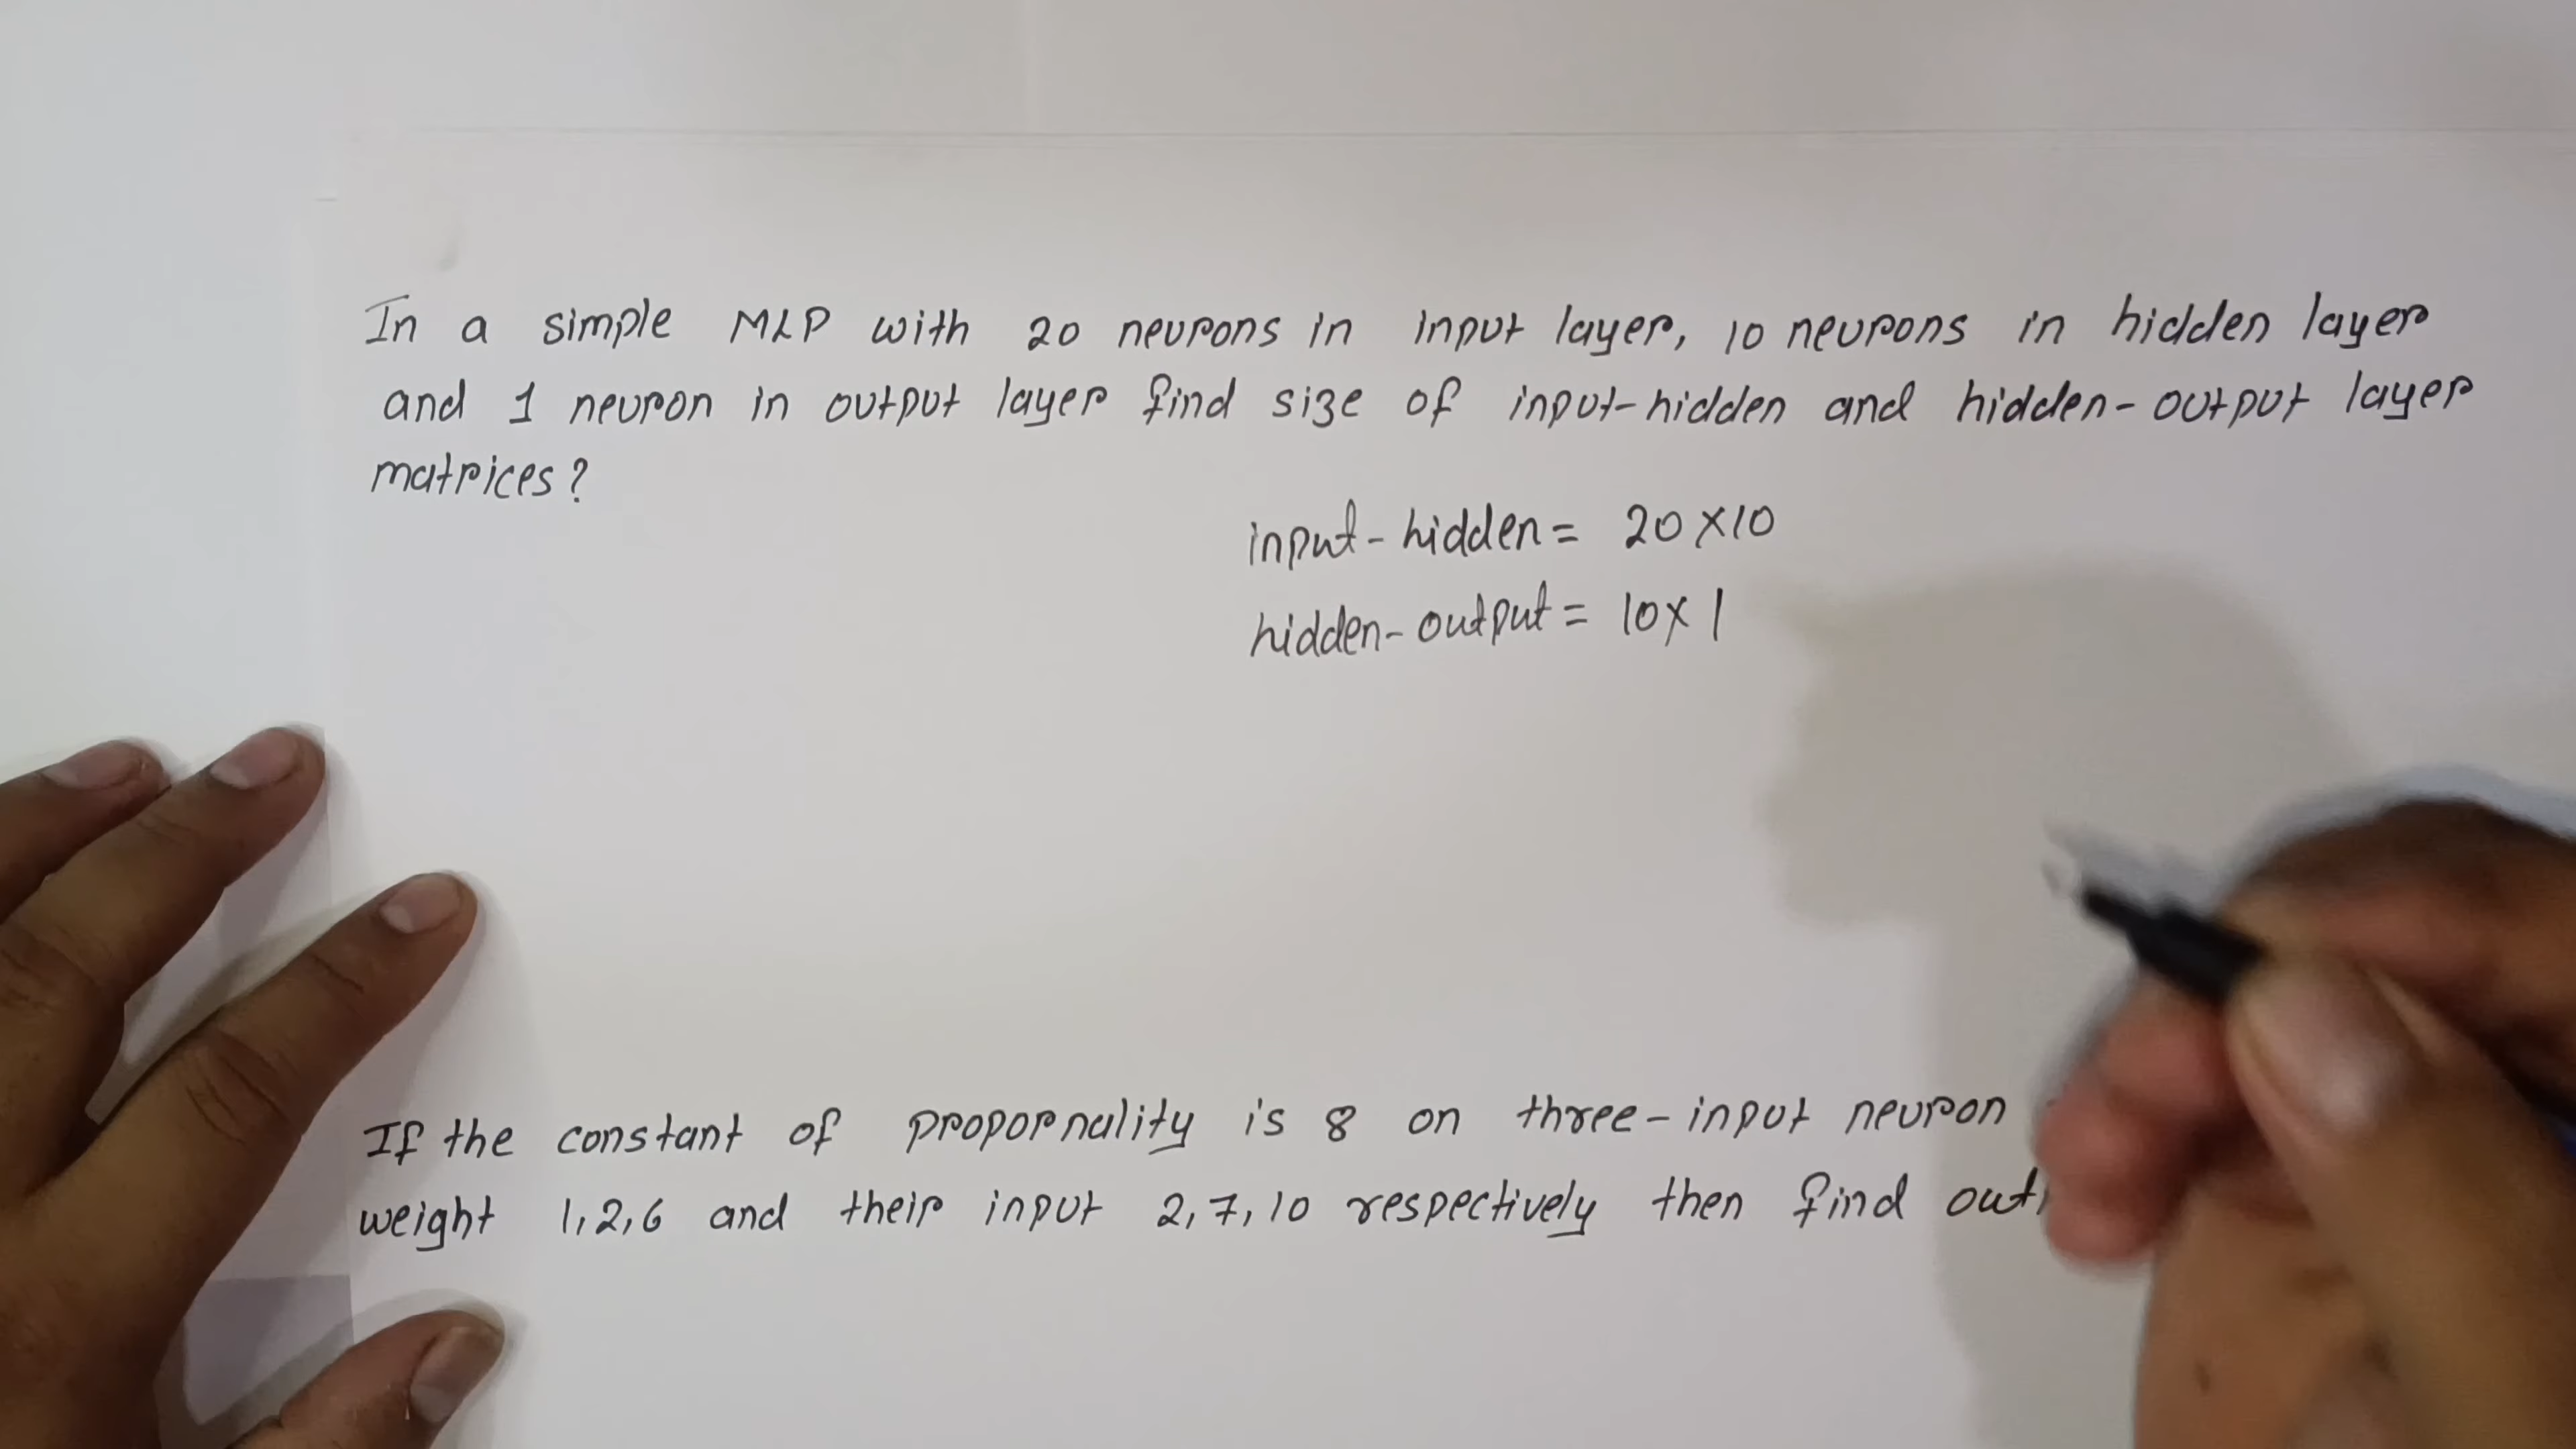 In a simple MLP with 20 neurons in input layer, 10 neurons in hidden layer
and 1 neuron in output layer find size of input-hidden and hidden-output layer
matrices?
input-hidden = 20 x 10
hidden-output = 10 x 1
If the constant of propornality is 8 on three-input neuron
weight 1, 2, 6 and their input 2, 7, 10 respectively then find